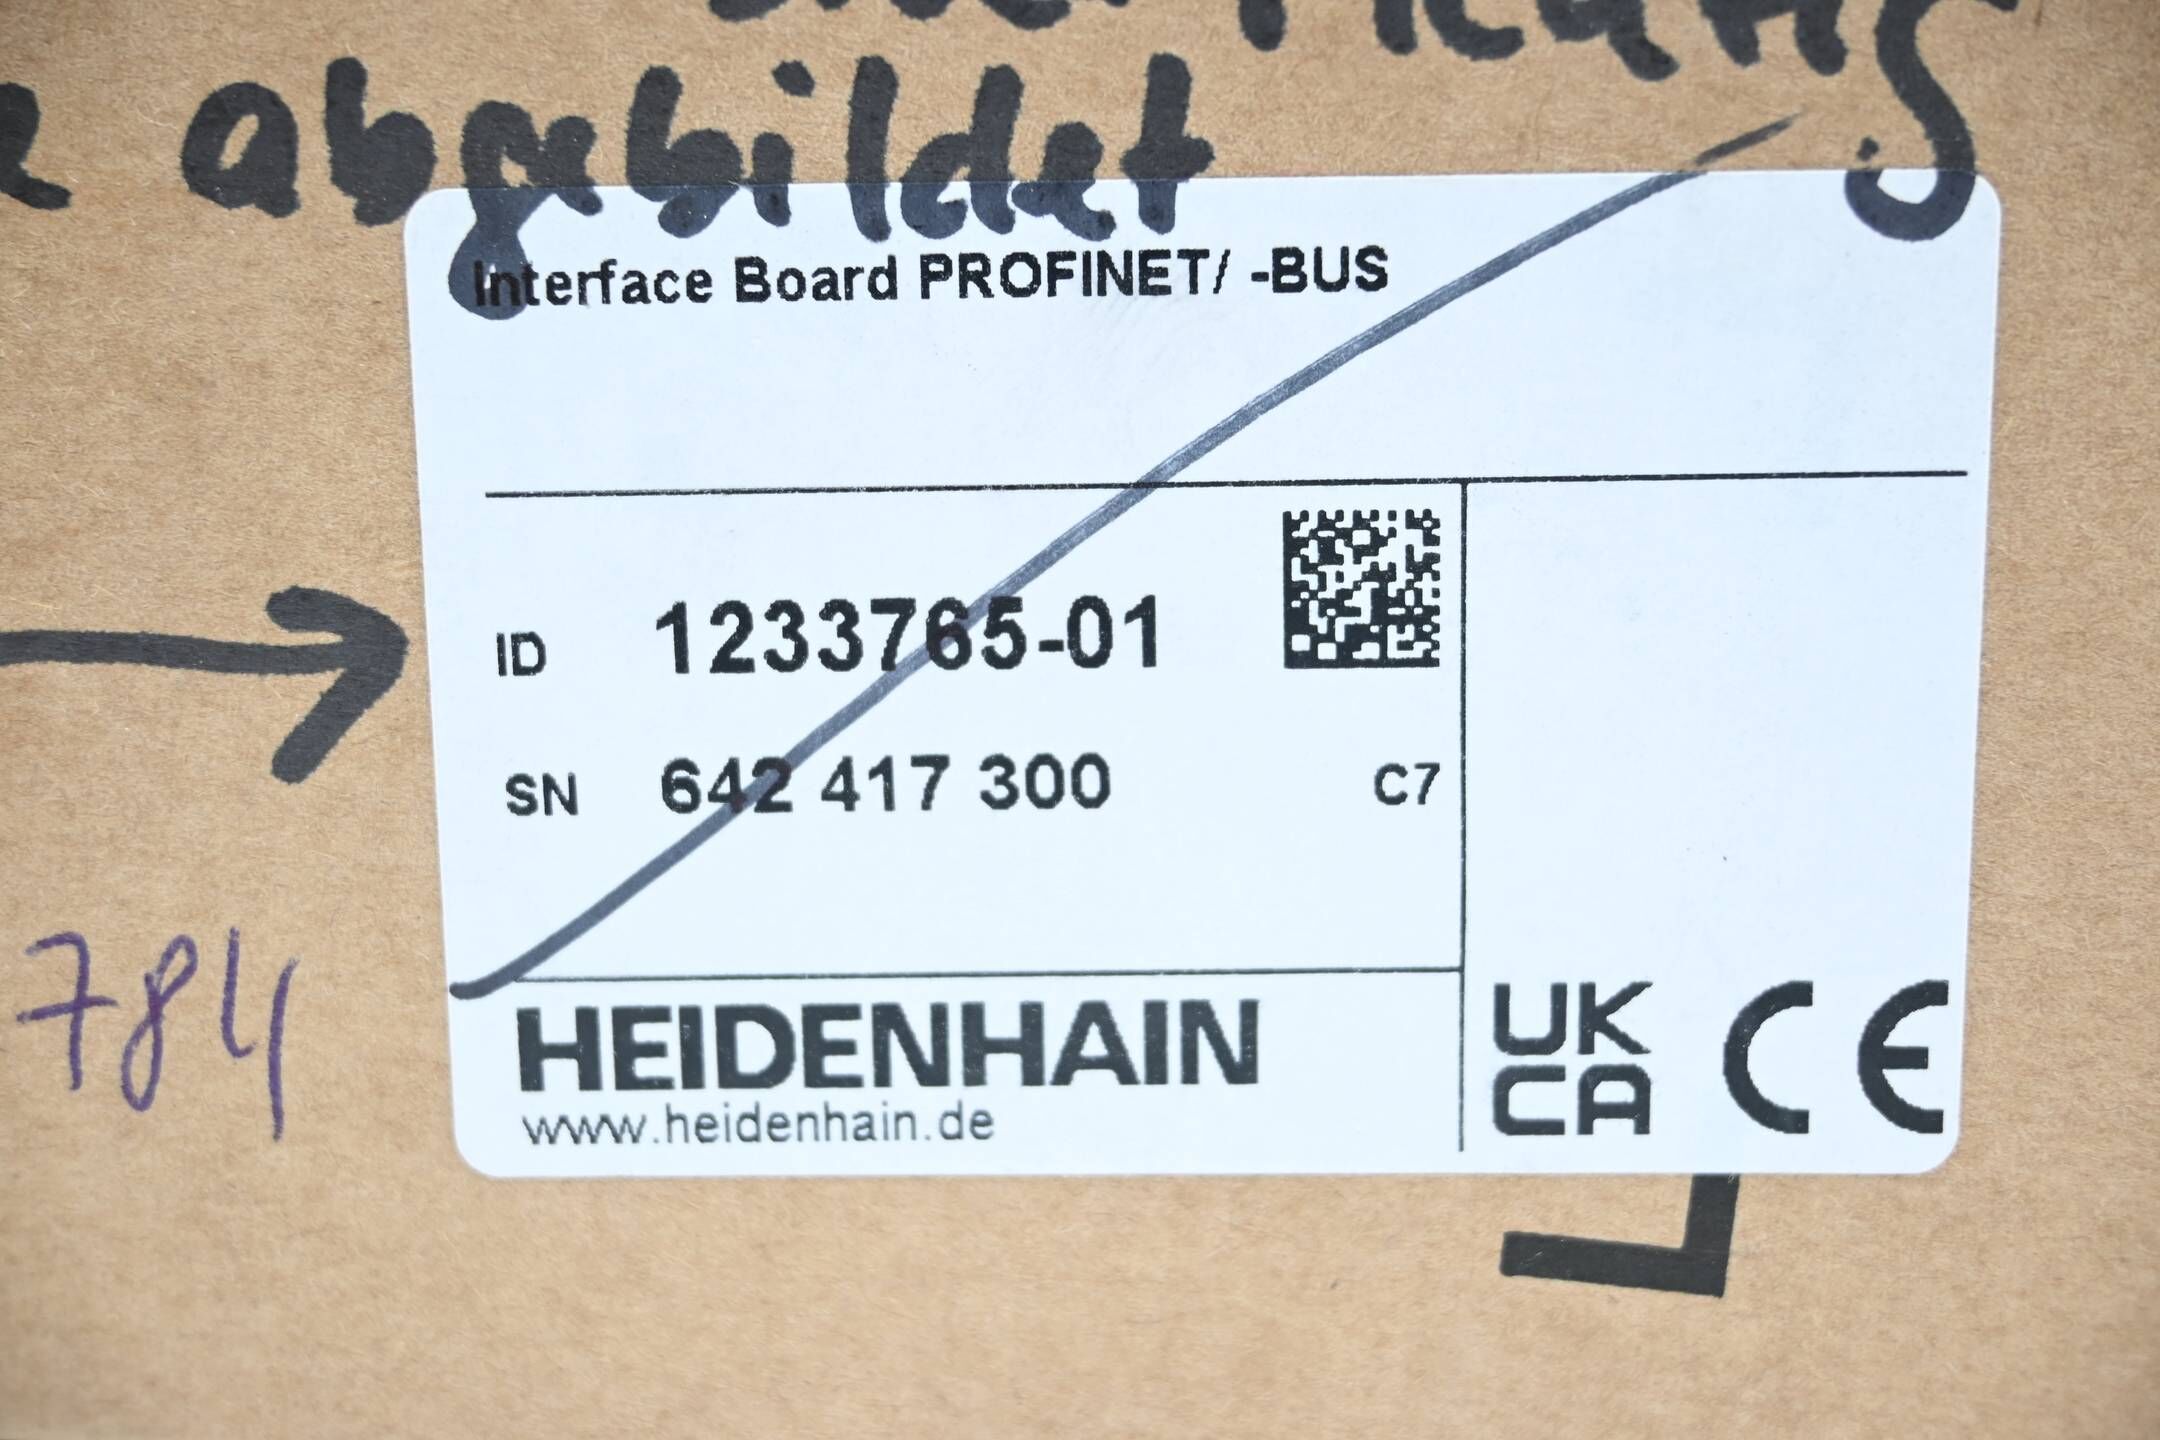 abgebildet
Interface Board PROFINET/ -BUS
ID 1233765-01
SN 642 417 300 C7
784
HEIDENHAIN
www.heidenhain.de
UK
CA
CE